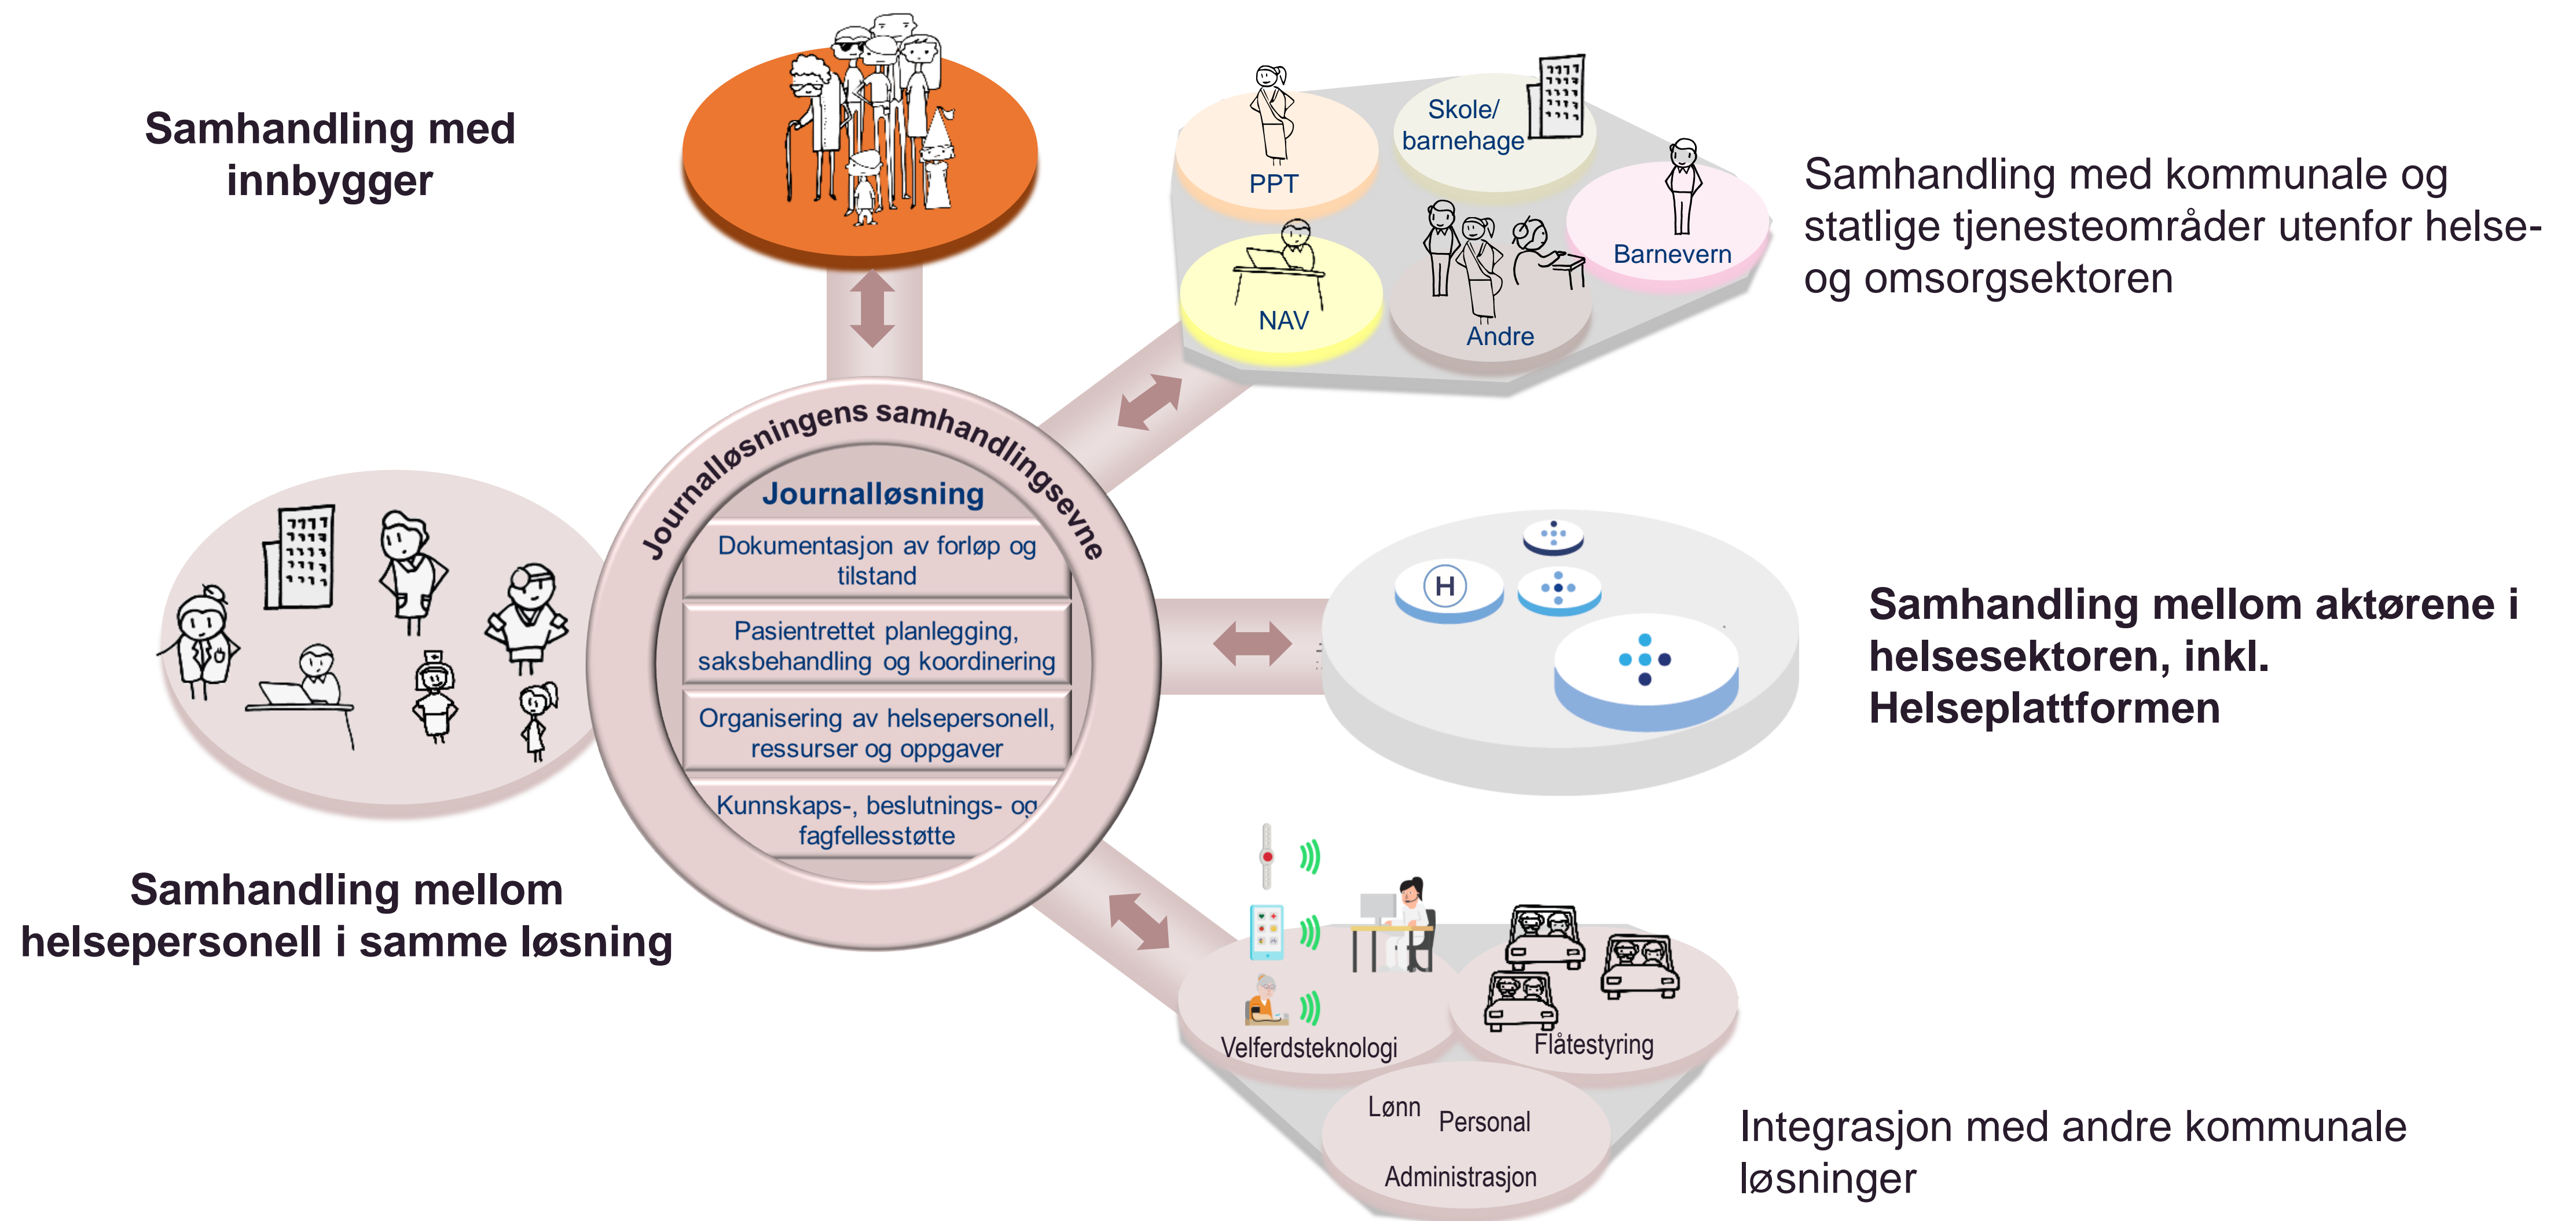 Samhandling med
innbygger
PPT
Skole/
barnehage
Barnevern
NAV
Andre
Samhandling med kommunale og
statlige tjenesteområder utenfor helse-
og omsorgsektoren
Journalløsningens samhandlingsevne
Journalløsning
Dokumentasjon av forløp og
tilstand
Pasientrettet planlegging,
saksbehandling og koordinering
Organisering av helsepersonell,
ressurser og oppgaver
Kunnskaps-, beslutnings- og
fagfellesstøtte
H
Samhandling mellom aktørene i
helsesektoren, inkl.
Helseplattformen
Samhandling mellom
helsepersonell i samme løsning
Velferdsteknologi
Flåtestyring
Lønn
Personal
Administrasjon
Integrasjon med andre kommunale
løsninger